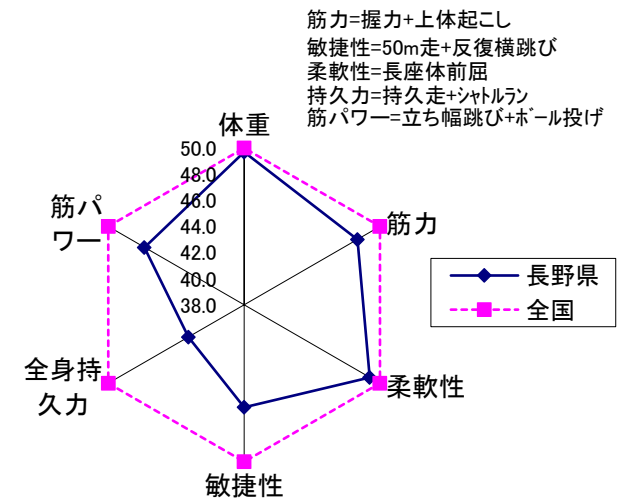 筋力=握力+上体起こし
敏捷性=50m走+反復横跳び
柔軟性=長座体前屈
持久力=持久走+ｼｬﾄﾙﾗﾝ
筋パワー=立ち幅跳び+ﾎﾞｰﾙ投げ
体重
50.0
48.0
46.0
44.0
42.0
40.0
38.0
筋パ
ワー
筋力
長野県
全国
全身持
久力
柔軟性
敏捷性